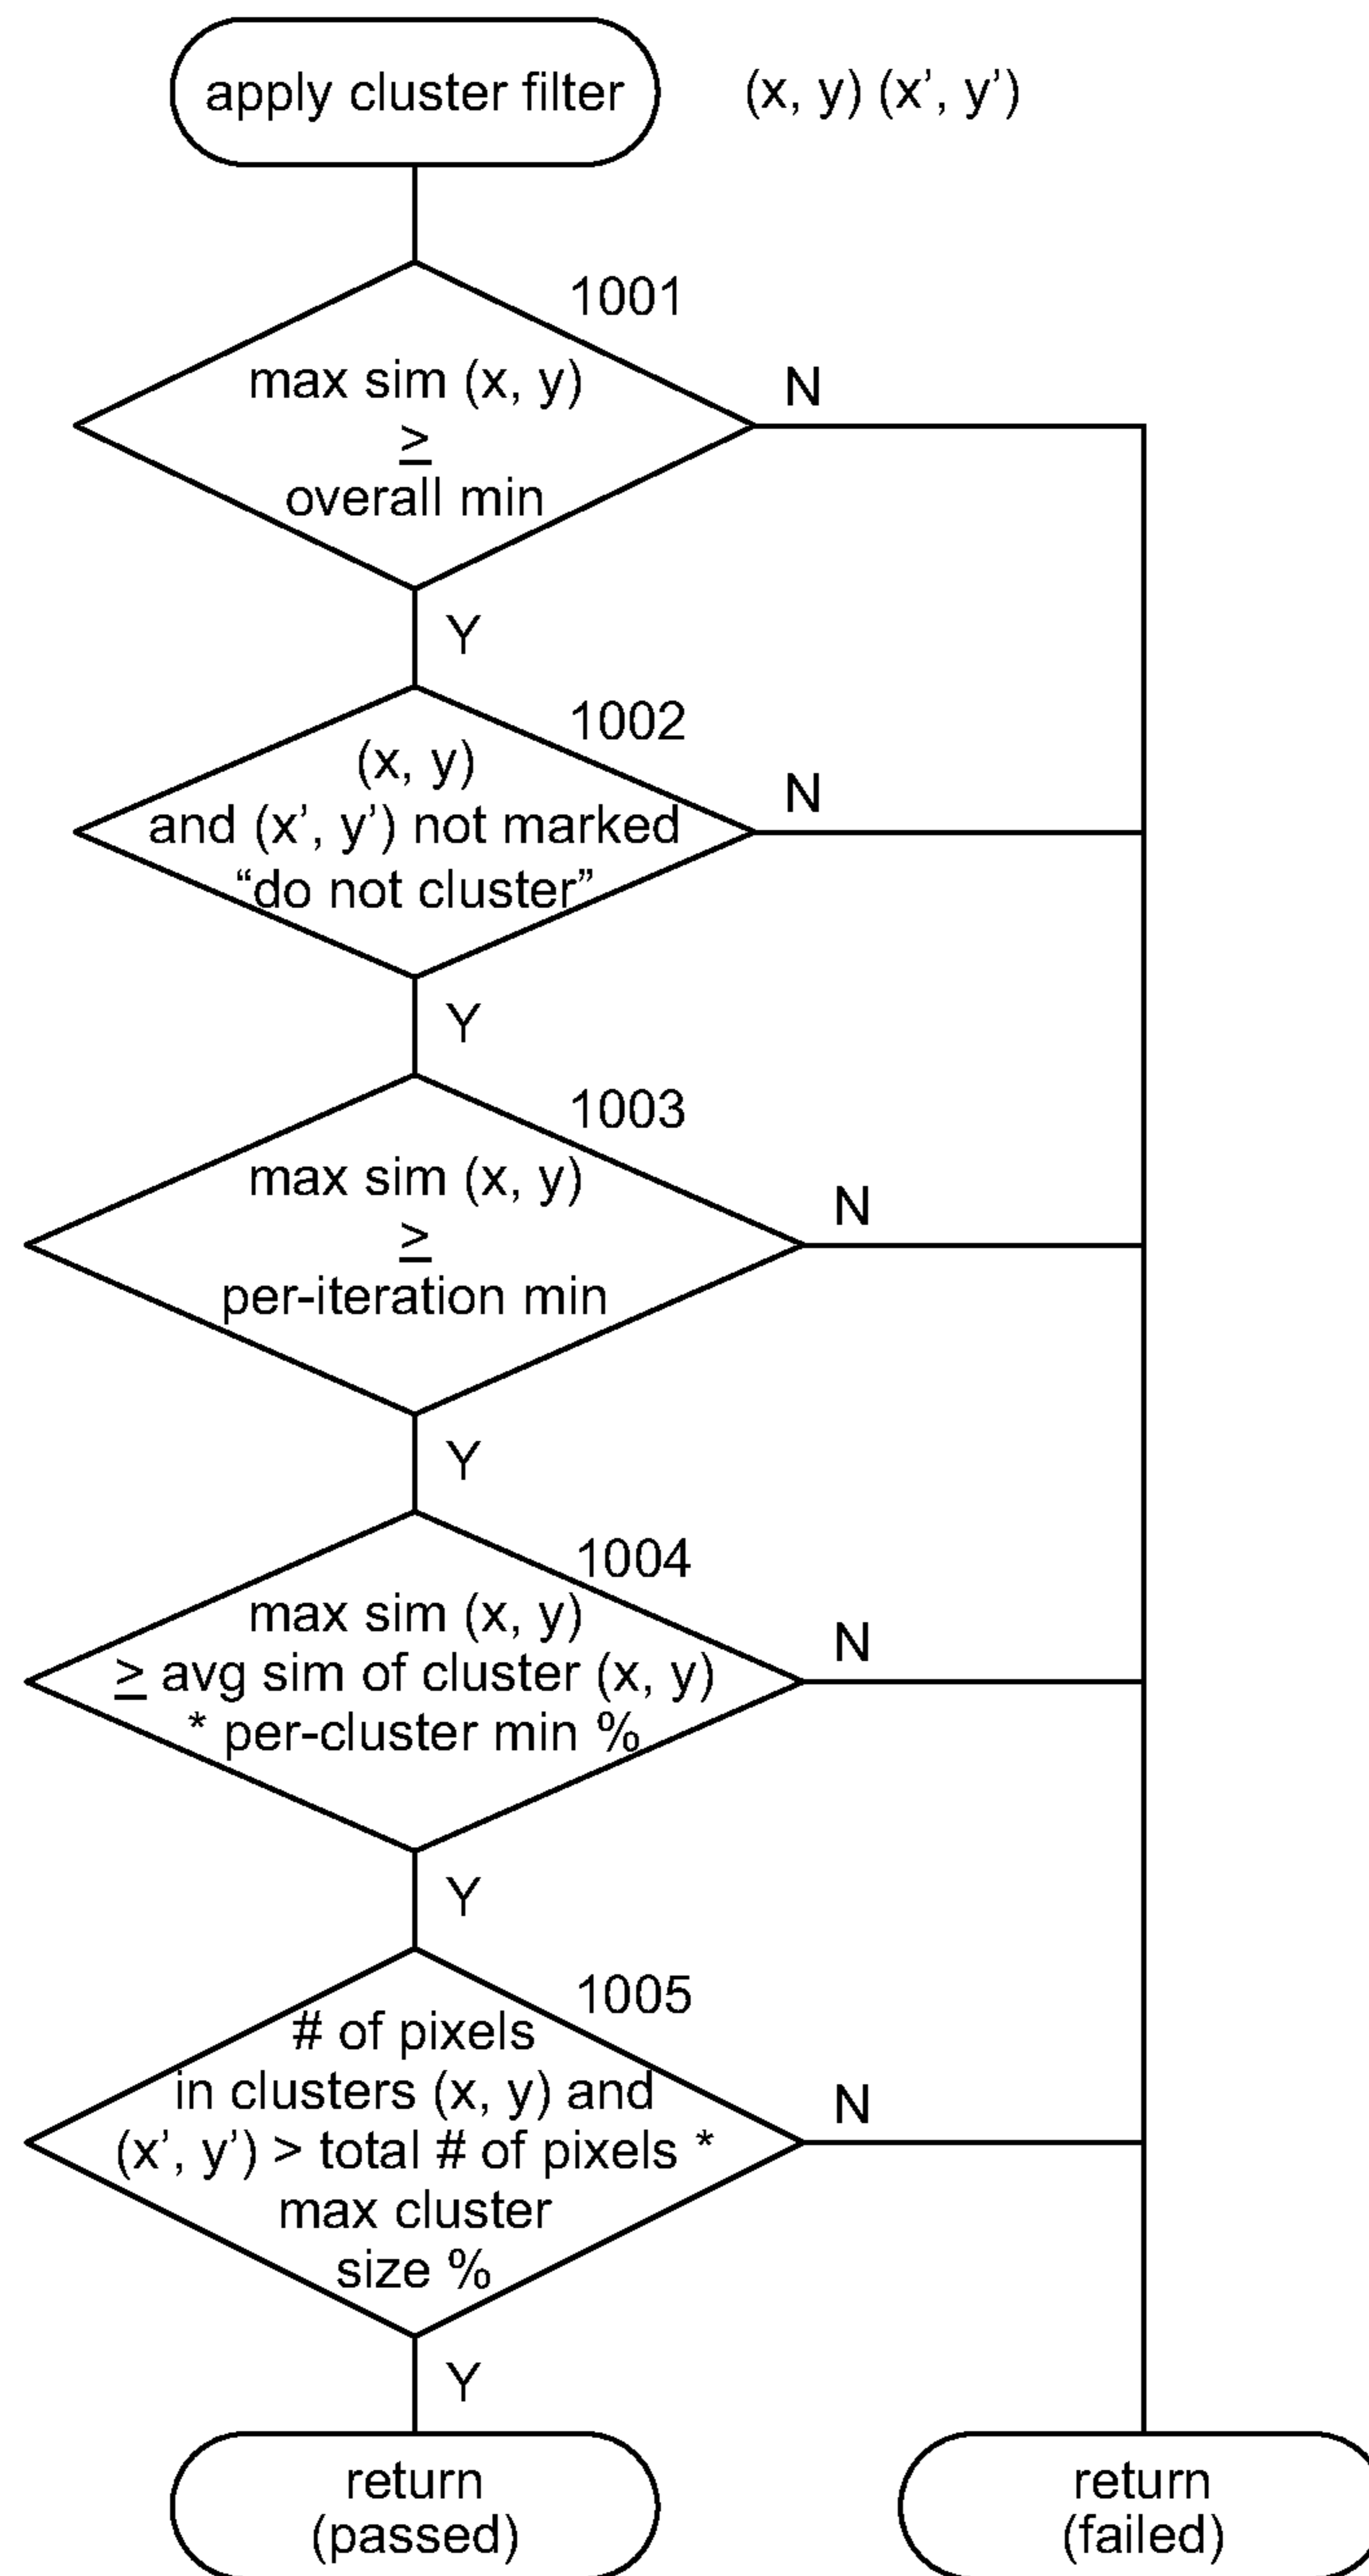 apply cluster filter
(x, y) (x’, y’)
1001
max sim (x, y)
≥
overall min
N
Y
1002
(x, y)
and (x’, y’) not marked
“do not cluster”
N
Y
1003
max sim (x, y)
≥
per-iteration min
N
Y
1004
max sim (x, y)
≥ avg sim of cluster (x, y)
* per-cluster min %
N
Y
1005
# of pixels
in clusters (x, y) and
(x’, y’) > total # of pixels *
max cluster
size %
N
Y
return
(passed)
return
(failed)